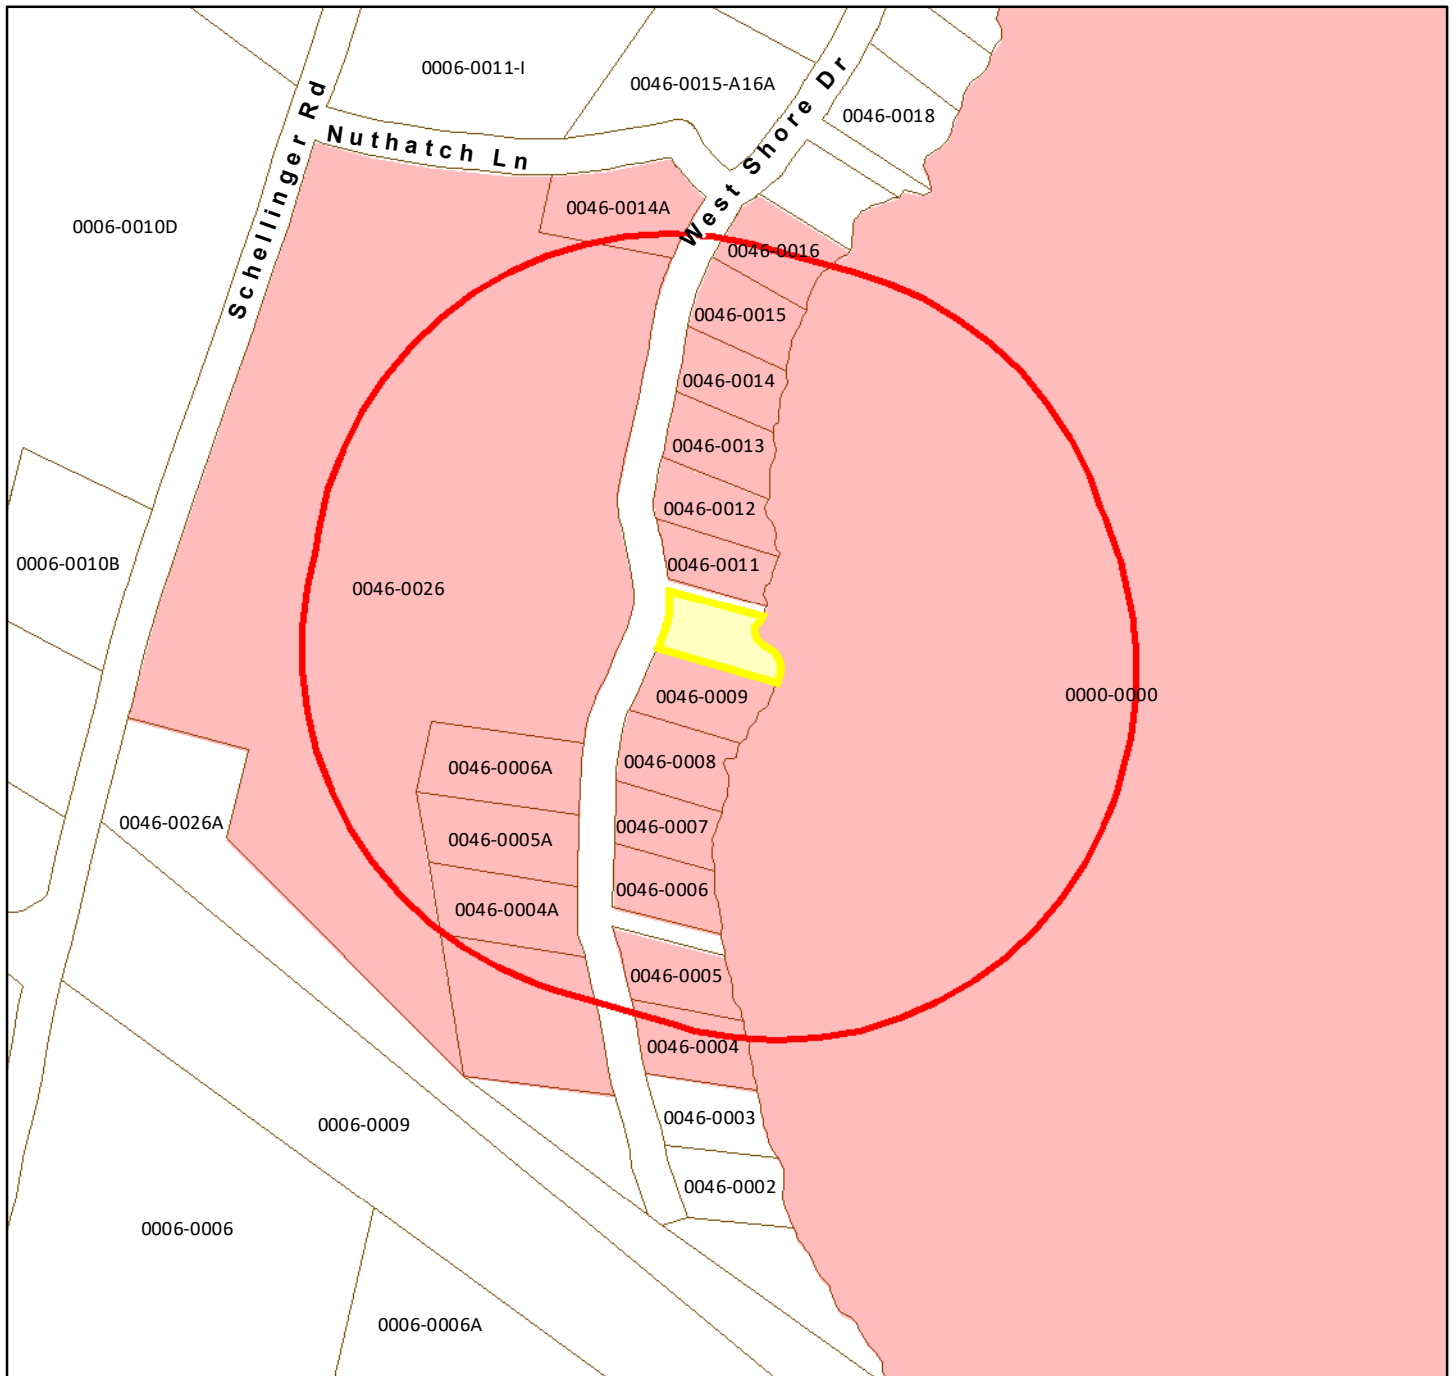 0006-0011-I
0046-0015-A16A
West Shore Dr
0046-0018
Schellinger Rd
Nuthatch Ln
0046-0014A
0006-0010D
0046-0016
0046-0015
0046-0014
0046-0013
0046-0012
0006-0010B
0046-0011
0046-0026
0046-0009
0000-0000
0046-0006A
0046-0008
0046-0026A
0046-0007
0046-0005A
0046-0006
0046-0004A
0046-0005
0046-0004
0006-0009
0046-0003
0046-0002
0006-0006
0006-0006A